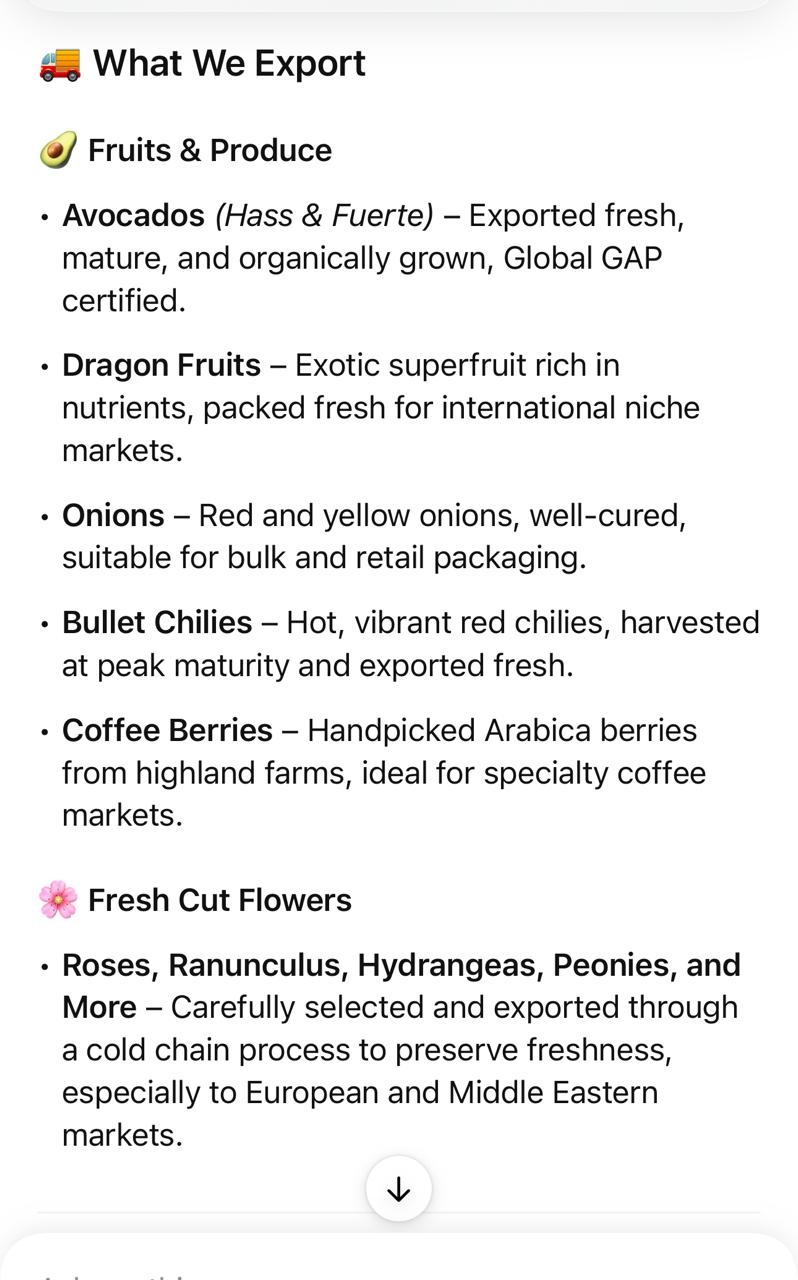 What We Export
Fruits & Produce
• Avocados (Hass & Fuerte) – Exported fresh,
mature, and organically grown, Global GAP
certified.
• Dragon Fruits – Exotic superfruit rich in
nutrients, packed fresh for international niche
markets.
• Onions – Red and yellow onions, well-cured,
suitable for bulk and retail packaging.
• Bullet Chilies – Hot, vibrant red chilies, harvested
at peak maturity and exported fresh.
• Coffee Berries – Handpicked Arabica berries
from highland farms, ideal for specialty coffee
markets.
Fresh Cut Flowers
• Roses, Ranunculus, Hydrangeas, Peonies, and
More – Carefully selected and exported through
a cold chain process to preserve freshness,
especially to European and Middle Eastern
markets.